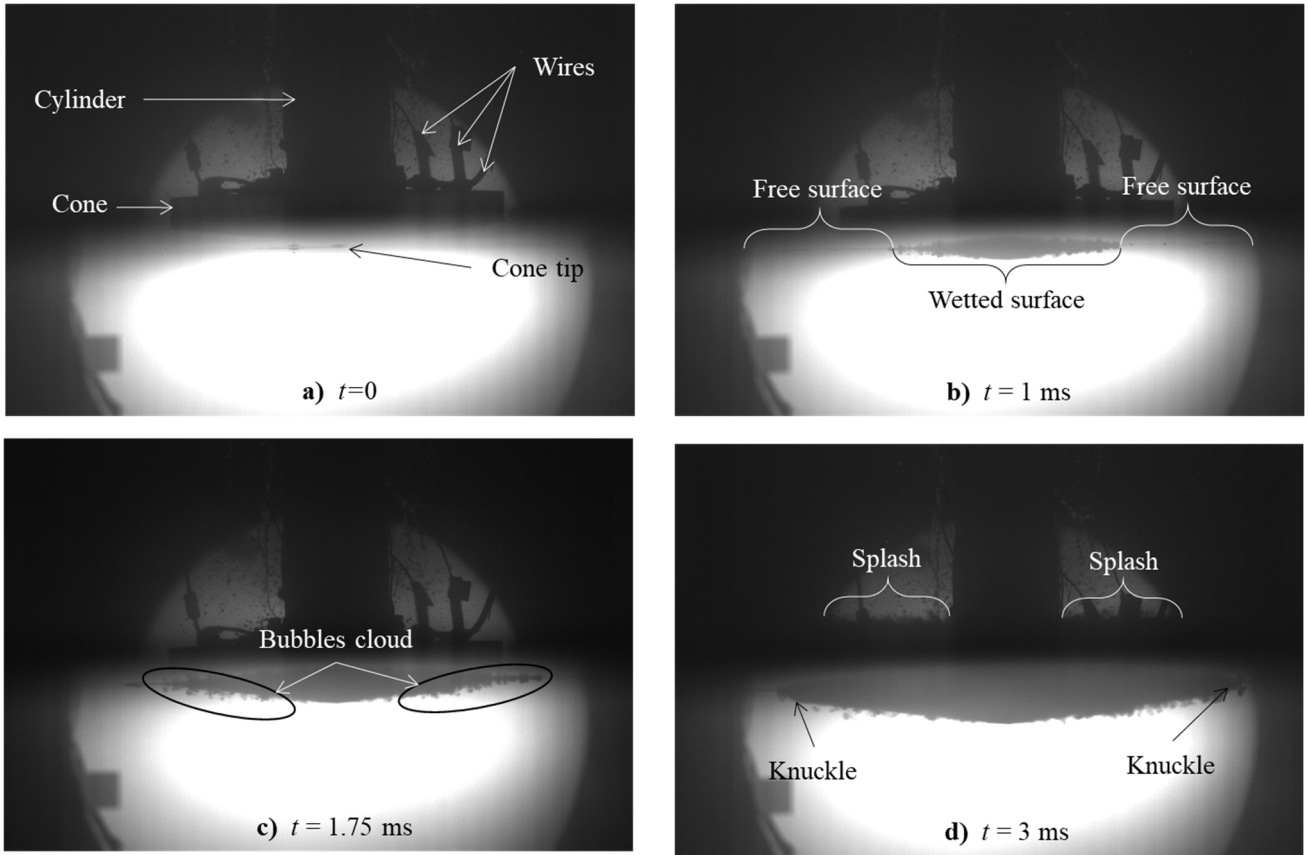 Wires
Cylinder
Cone
Cone tip
a) t=0
Free surface
Free surface
Wetted surface
b) t = 1 ms
Bubbles cloud
c) t = 1.75 ms
Splash
Splash
Knuckle
Knuckle
d) t = 3 ms